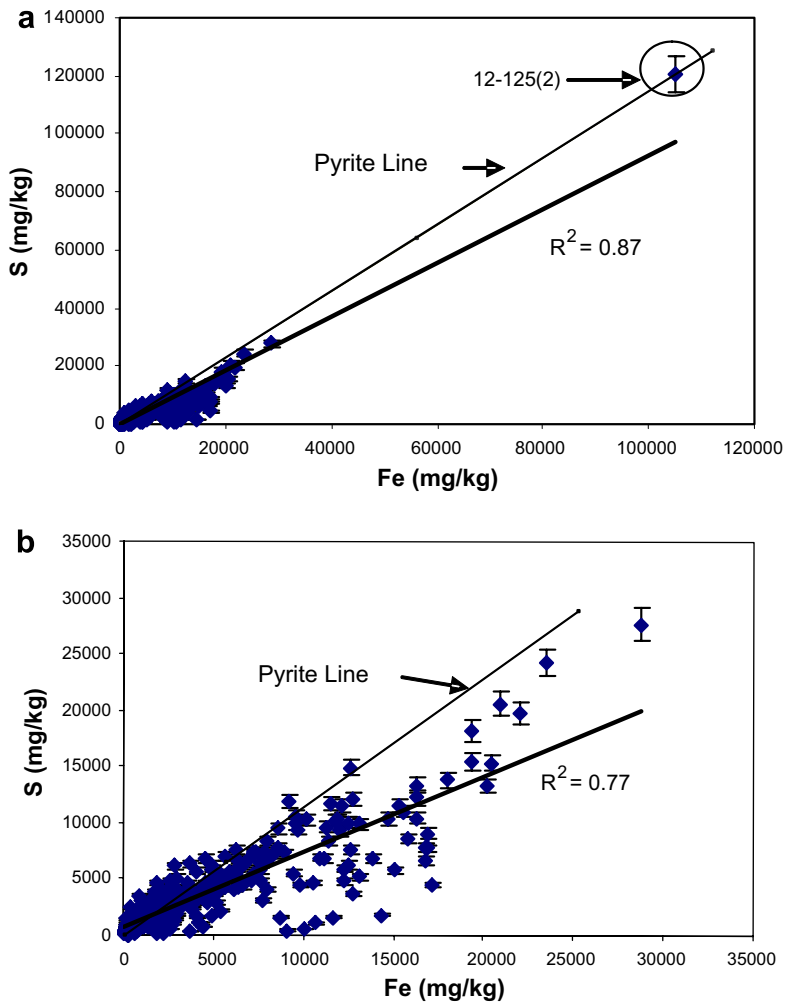 a
140000
120000
100000
80000
60000
40000
20000
0
S (mg/kg)
12-125(2)
Pyrite Line
R2 = 0.87
0 20000 40000 60000 80000 100000 120000
Fe (mg/kg)
b
35000
30000
25000
20000
15000
10000
5000
0
S (mg/kg)
Pyrite Line
R2 = 0.77
0 5000 10000 15000 20000 25000 30000 35000
Fe (mg/kg)